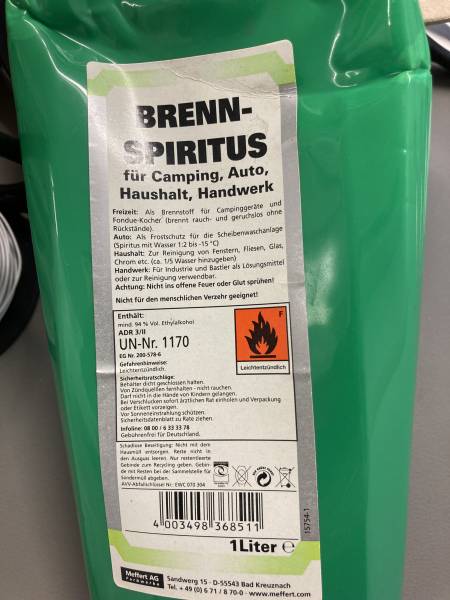 BRENN-
SPIRITUS
für Camping, Auto,
Haushalt, Handwerk
Freizeit: Als Brennstoff für Campinggeräte und
Fondue-Kocher (brennt rauch- und geruchslos ohne
Rückstände).
Auto: Als Frostschutz für die Scheibenwaschanlage
(Spiritus mit Wasser 1:2 bis -15 °C)
Haushalt: Zur Reinigung von Fenstern, Fliesen, Glas,
Chrom etc. (ca. 1/5 Wasser hinzugeben)
Handwerk: Für Industrie und Bastler als Lösungsmittel
oder zur Reinigung verwendbar.
Achtung: Nicht ins offene Feuer oder Glut sprühen!
Nicht für den menschlichen Verzehr geeignet!
Enthält:
mind. 94 % Vol. Ethylalkohol
ADR 3/II
UN-Nr. 1170
EG Nr. 200-578-6
Gefahrenhinweise:
Leichtentzündlich.
F
Leichtentzündlich
Sicherheitsratschläge:
Behälter dicht geschlossen halten.
Von Zündquellen fernhalten - nicht rauchen.
Darf nicht in die Hände von Kindern gelangen.
Bei Verschlucken sofort ärztlichen Rat einholen und Verpackung
oder Etikett vorzeigen.
Vor Sonneneinstrahlung schützen.
Sicherheitsdatenblatt zu Rate ziehen.
Infoline: 08 00 / 6 33 33 78
Gebührenfrei für Deutschland.
Schadlose Beseitigung: Nicht mit dem
Hausmüll entsorgen. Reste nicht in
den Ausguss leeren. Nur restentleerte
Gebinde zum Recycling geben. Gebin-
de mit Resten bei der Sammelstelle für
Sondermüll abgeben.
AVV-Abfallschlüssel Nr.: EWC 070 304
4 003498 368511
15754-1
1Liter e
Meffert AG
Farbwerke
Sandwerg 15 · D-55543 Bad Kreuznach
Tel. + 49 (0) 6 71 / 8 70-0 · www.meffert.com